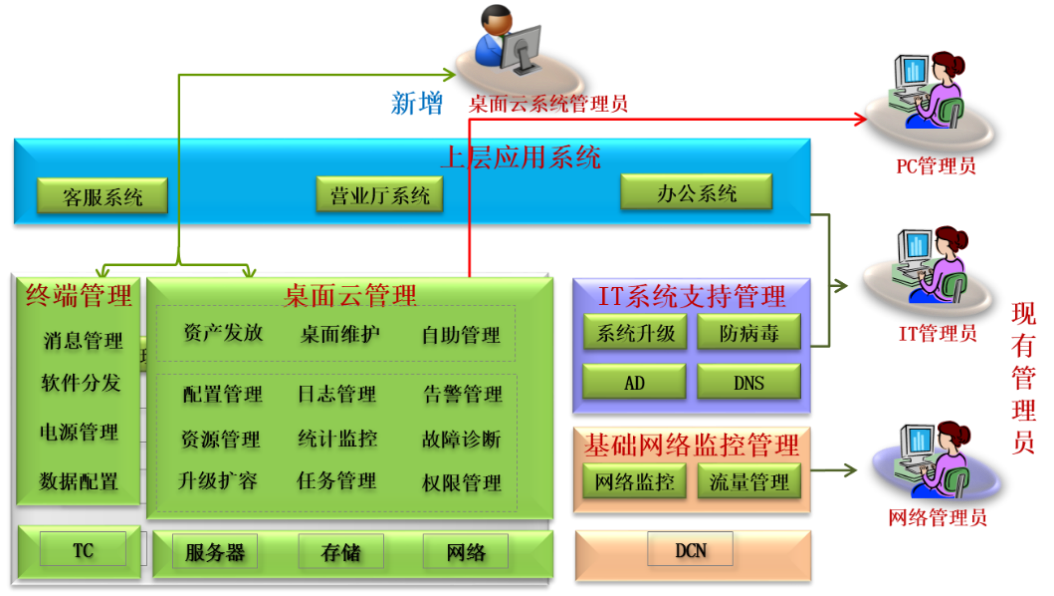 新增
桌面云系统管理员
PC管理员
上层应用系统
客服系统
营业厅系统
办公系统
IT管理员
现有管理员
终端管理
消息管理
软件分发
电源管理
数据配置
桌面云管理
资产发放 桌面维护 自助管理
配置管理 日志管理 告警管理
资源管理 统计监控 故障诊断
升级扩容 任务管理 权限管理
IT系统支持管理
系统升级 防病毒
AD DNS
基础网络监控管理
网络监控 流量管理
网络管理员
TC
服务器
存储
网络
DCN